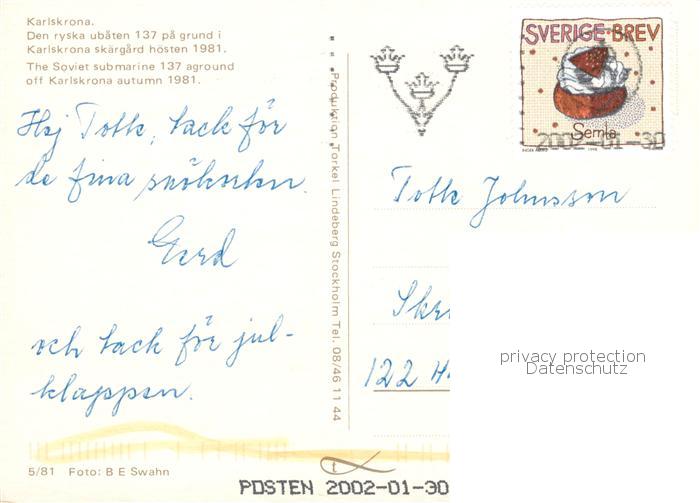 Karlskrona.
Den ryska ubåten 137 på grund i
Karlskrona skärgård hösten 1981.
The Soviet submarine 137 aground
off Karlskrona autumn 1981.
Hej Totte, tack för
de fina snökorten.
Gerd
och tack för jul-
klappen.
5/81 Foto: B E Swahn
Produktion Torkel Lindeberg Stockholm Tel. 08/46 11 44
SVERIGE BREV
Semla
2002-01-30
Totte Johnsson
122
privacy protection
Datenschutz
POSTEN 2002-01-30